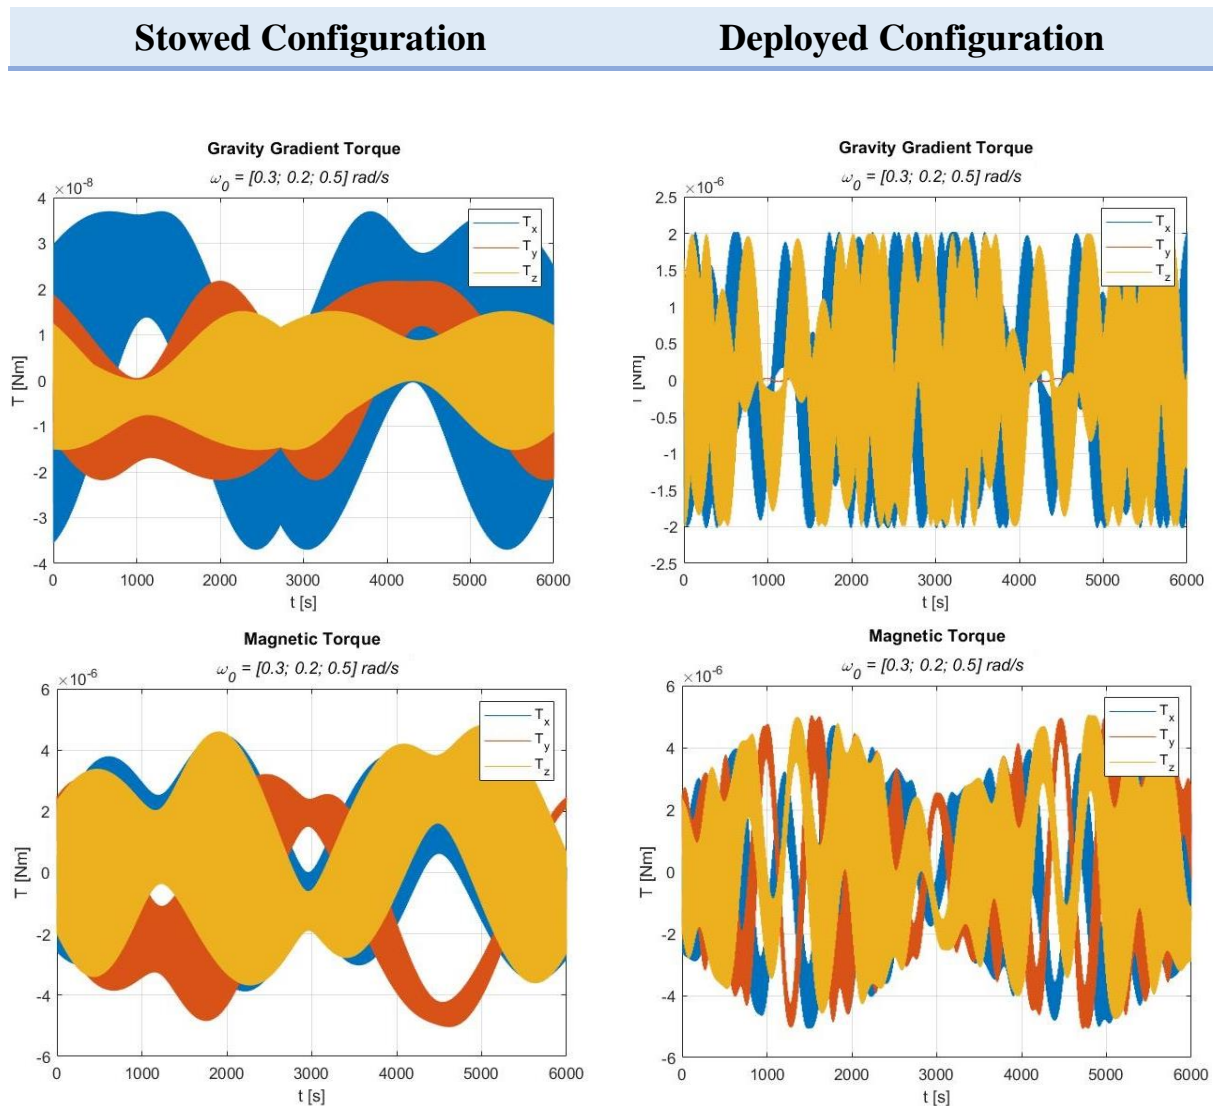 Stowed Configuration
Deployed Configuration
Gravity Gradient Torque
ω0 = [0.3; 0.2; 0.5] rad/s
×10-8
4
3
2
1
0
-1
-2
-3
-4
T [Nm]
0 1000 2000 3000 4000 5000 6000
t [s]
Tx
Ty
Tz
Gravity Gradient Torque
ω0 = [0.3; 0.2; 0.5] rad/s
×10-6
2.5
2
1.5
1
0.5
0
-0.5
-1
-1.5
-2
-2.5
T [Nm]
0 1000 2000 3000 4000 5000 6000
t [s]
Tx
Ty
Tz
Magnetic Torque
ω0 = [0.3; 0.2; 0.5] rad/s
×10-6
6
4
2
0
-2
-4
-6
T [Nm]
0 1000 2000 3000 4000 5000 6000
t [s]
Tx
Ty
Tz
Magnetic Torque
ω0 = [0.3; 0.2; 0.5] rad/s
×10-6
6
4
2
0
-2
-4
-6
T [Nm]
0 1000 2000 3000 4000 5000 6000
t [s]
Tx
Ty
Tz